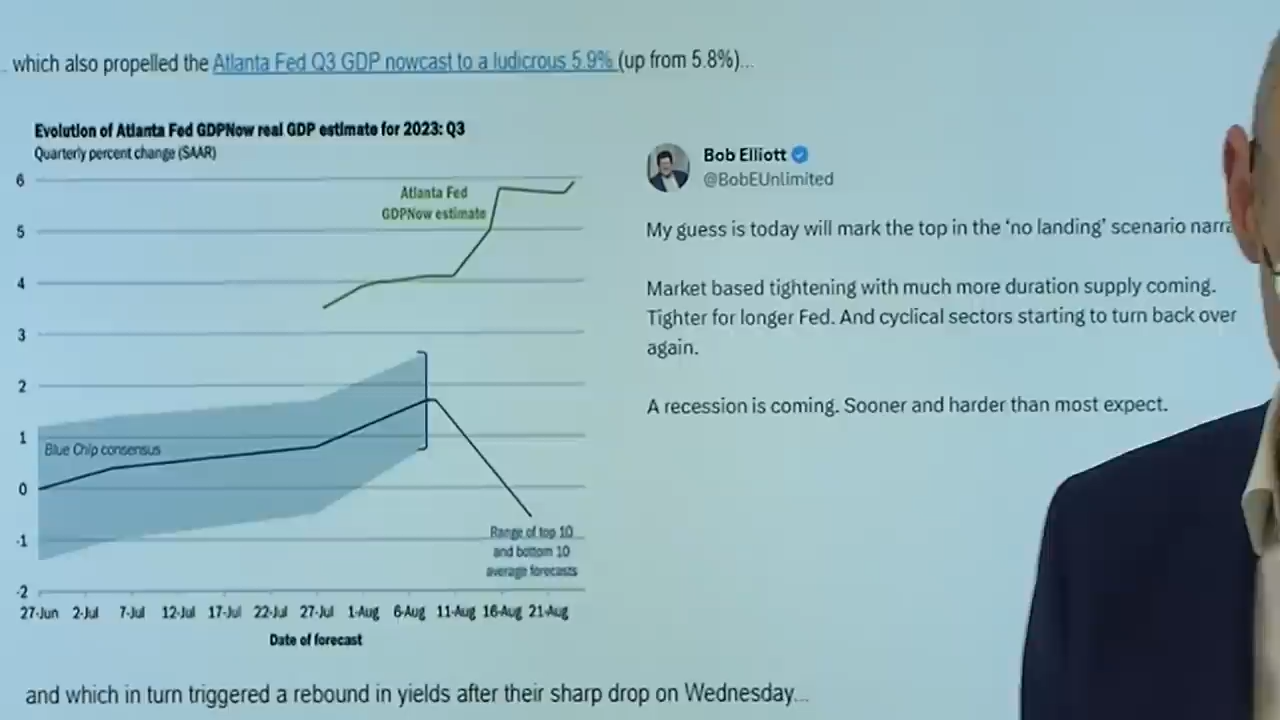 .. which also propelled the Atlanta Fed Q3 GDP nowcast to a ludicrous 5.9% (up from 5.8%)...
Evolution of Atlanta Fed GDPNow real GDP estimate for 2023: Q3
Quarterly percent change (SAAR)
6
5
4
3
2
1
0
-1
-2
Atlanta Fed
GDPNow estimate
Blue Chip consensus
Range of top 10
and bottom 10
average forecasts
27-Jun 2-Jul 7-Jul 12-Jul 17-Jul 22-Jul 27-Jul 1-Aug 6-Aug 11-Aug 16-Aug 21-Aug
Date of forecast
Bob Elliott
@BobEUnlimited
My guess is today will mark the top in the ‘no landing’ scenario narra
Market based tightening with much more duration supply coming.
Tighter for longer Fed. And cyclical sectors starting to turn back over
again.
A recession is coming. Sooner and harder than most expect.
and which in turn triggered a rebound in yields after their sharp drop on Wednesday...